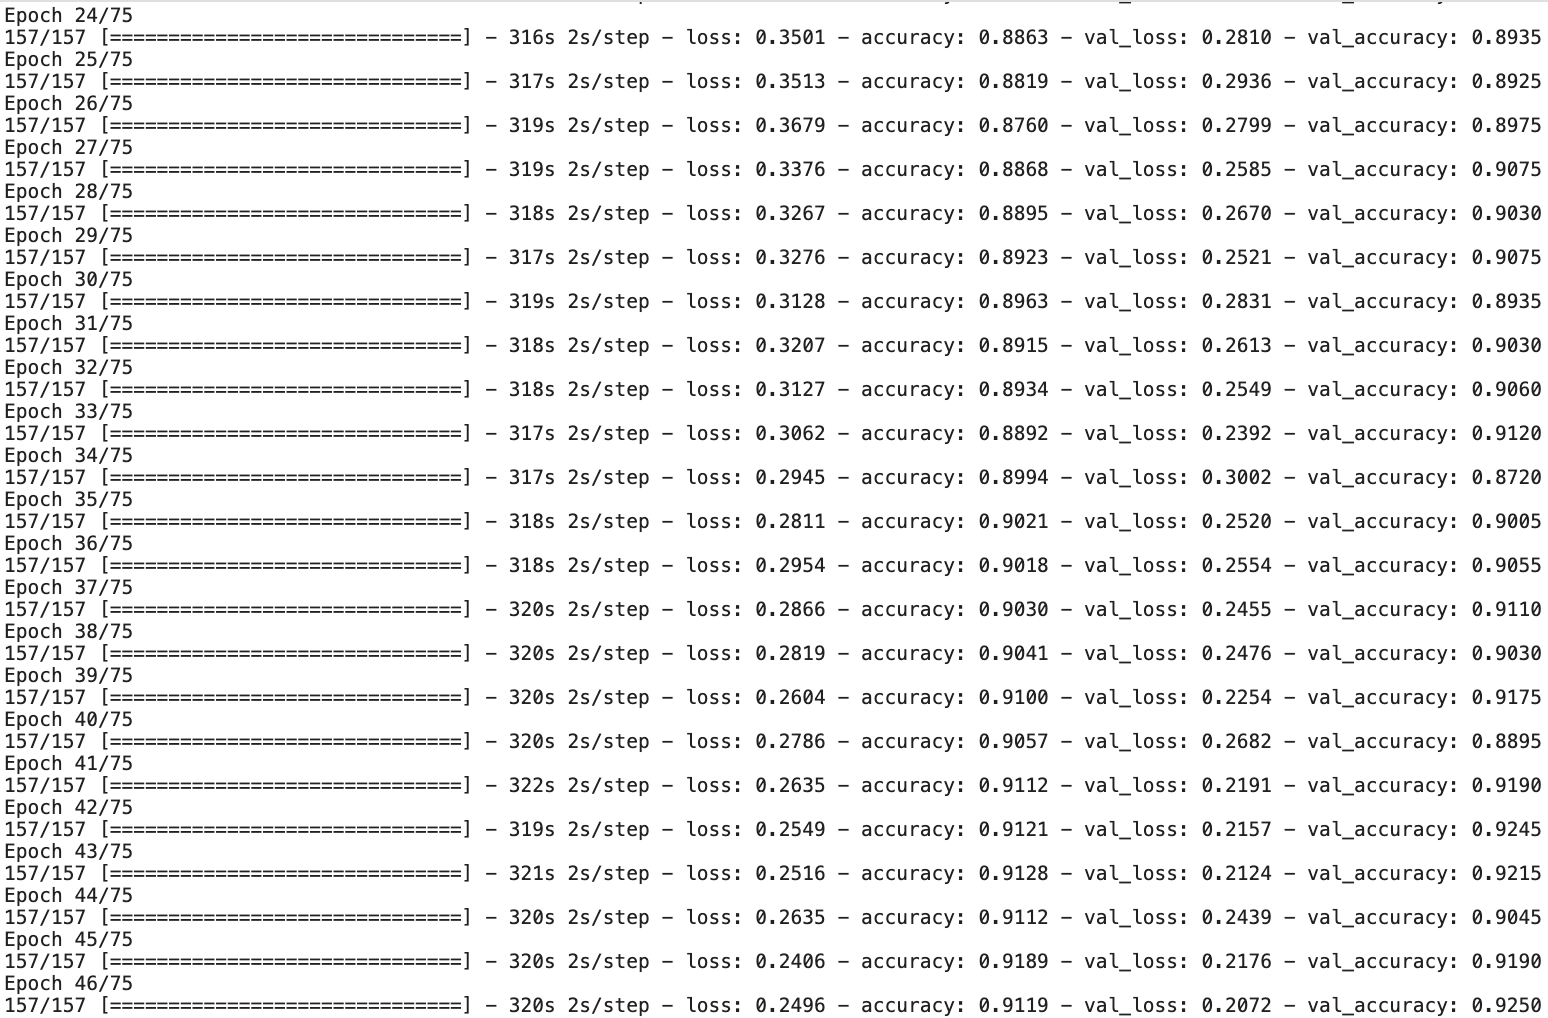 Epoch 24/75
157/157 [==============================] - 316s 2s/step - loss: 0.3501 - accuracy: 0.8863 - val_loss: 0.2810 - val_accuracy: 0.8935
Epoch 25/75
157/157 [==============================] - 317s 2s/step - loss: 0.3513 - accuracy: 0.8819 - val_loss: 0.2936 - val_accuracy: 0.8925
Epoch 26/75
157/157 [==============================] - 319s 2s/step - loss: 0.3679 - accuracy: 0.8760 - val_loss: 0.2799 - val_accuracy: 0.8975
Epoch 27/75
157/157 [==============================] - 319s 2s/step - loss: 0.3376 - accuracy: 0.8868 - val_loss: 0.2585 - val_accuracy: 0.9075
Epoch 28/75
157/157 [==============================] - 318s 2s/step - loss: 0.3267 - accuracy: 0.8895 - val_loss: 0.2670 - val_accuracy: 0.9030
Epoch 29/75
157/157 [==============================] - 317s 2s/step - loss: 0.3276 - accuracy: 0.8923 - val_loss: 0.2521 - val_accuracy: 0.9075
Epoch 30/75
157/157 [==============================] - 319s 2s/step - loss: 0.3128 - accuracy: 0.8963 - val_loss: 0.2831 - val_accuracy: 0.8935
Epoch 31/75
157/157 [==============================] - 318s 2s/step - loss: 0.3207 - accuracy: 0.8915 - val_loss: 0.2613 - val_accuracy: 0.9030
Epoch 32/75
157/157 [==============================] - 318s 2s/step - loss: 0.3127 - accuracy: 0.8934 - val_loss: 0.2549 - val_accuracy: 0.9060
Epoch 33/75
157/157 [==============================] - 317s 2s/step - loss: 0.3062 - accuracy: 0.8892 - val_loss: 0.2392 - val_accuracy: 0.9120
Epoch 34/75
157/157 [==============================] - 317s 2s/step - loss: 0.2945 - accuracy: 0.8994 - val_loss: 0.3002 - val_accuracy: 0.8720
Epoch 35/75
157/157 [==============================] - 318s 2s/step - loss: 0.2811 - accuracy: 0.9021 - val_loss: 0.2520 - val_accuracy: 0.9005
Epoch 36/75
157/157 [==============================] - 318s 2s/step - loss: 0.2954 - accuracy: 0.9018 - val_loss: 0.2554 - val_accuracy: 0.9055
Epoch 37/75
157/157 [==============================] - 320s 2s/step - loss: 0.2866 - accuracy: 0.9030 - val_loss: 0.2455 - val_accuracy: 0.9110
Epoch 38/75
157/157 [==============================] - 320s 2s/step - loss: 0.2819 - accuracy: 0.9041 - val_loss: 0.2476 - val_accuracy: 0.9030
Epoch 39/75
157/157 [==============================] - 320s 2s/step - loss: 0.2604 - accuracy: 0.9100 - val_loss: 0.2254 - val_accuracy: 0.9175
Epoch 40/75
157/157 [==============================] - 320s 2s/step - loss: 0.2786 - accuracy: 0.9057 - val_loss: 0.2682 - val_accuracy: 0.8895
Epoch 41/75
157/157 [==============================] - 322s 2s/step - loss: 0.2635 - accuracy: 0.9112 - val_loss: 0.2191 - val_accuracy: 0.9190
Epoch 42/75
157/157 [==============================] - 319s 2s/step - loss: 0.2549 - accuracy: 0.9121 - val_loss: 0.2157 - val_accuracy: 0.9245
Epoch 43/75
157/157 [==============================] - 321s 2s/step - loss: 0.2516 - accuracy: 0.9128 - val_loss: 0.2124 - val_accuracy: 0.9215
Epoch 44/75
157/157 [==============================] - 320s 2s/step - loss: 0.2635 - accuracy: 0.9112 - val_loss: 0.2439 - val_accuracy: 0.9045
Epoch 45/75
157/157 [==============================] - 320s 2s/step - loss: 0.2406 - accuracy: 0.9189 - val_loss: 0.2176 - val_accuracy: 0.9190
Epoch 46/75
157/157 [==============================] - 320s 2s/step - loss: 0.2496 - accuracy: 0.9119 - val_loss: 0.2072 - val_accuracy: 0.9250